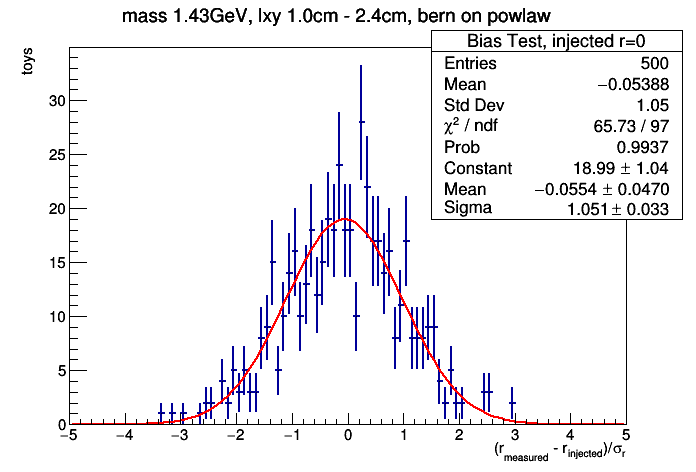 mass 1.43GeV, lxy 1.0cm - 2.4cm, bern on powlaw
toys
Bias Test, injected r=0
Entries 500
Mean −0.05388
Std Dev 1.05
χ² / ndf 65.73 / 97
Prob 0.9937
Constant 18.99 ± 1.04
Mean −0.0554 ± 0.0470
Sigma 1.051 ± 0.033
30
25
20
15
10
5
0
−5 −4 −3 −2 −1 0 1 2 3 4 5
(r_measured - r_injected)/σ_r